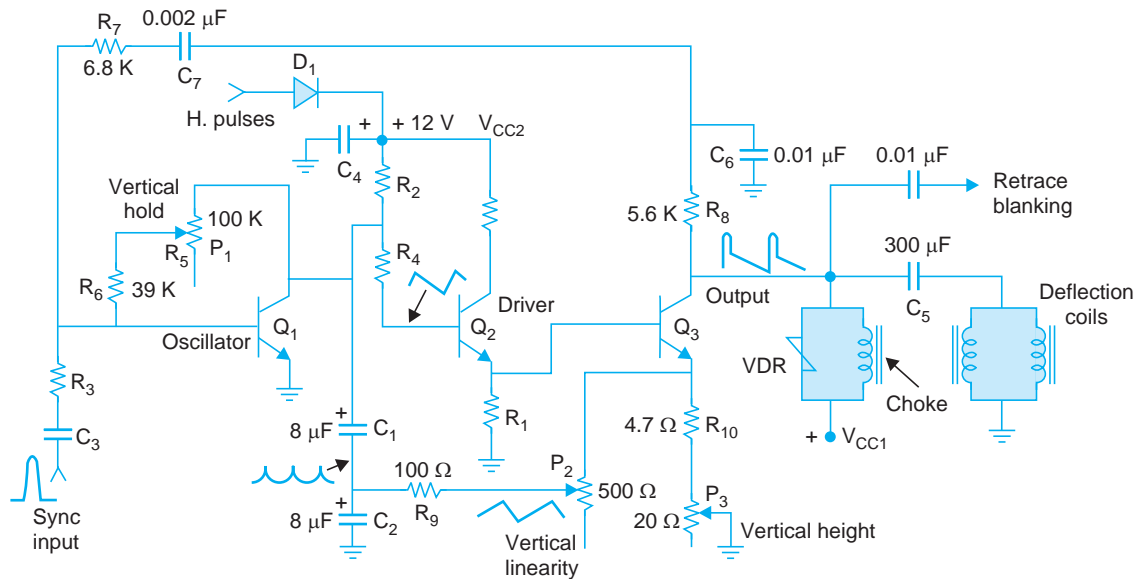 R7
0.002 µF
6.8 K
C7
D1
H. pulses
+
+ 12 V
VCC2
C4
R2
C6
0.01 µF
0.01 µF
Retrace
blanking
Vertical
hold
100 K
R5
P1
R6
39 K
R4
5.6 K
R8
300 µF
C5
Deflection
coils
Oscillator
Q1
Driver
Q2
Output
Q3
VDR
Choke
+
VCC1
R3
C3
Sync
input
+
8 µF
C1
R1
4.7 Ω
R10
100 Ω
R9
P2
500 Ω
+
8 µF
C2
Vertical
linearity
P3
20 Ω
Vertical height